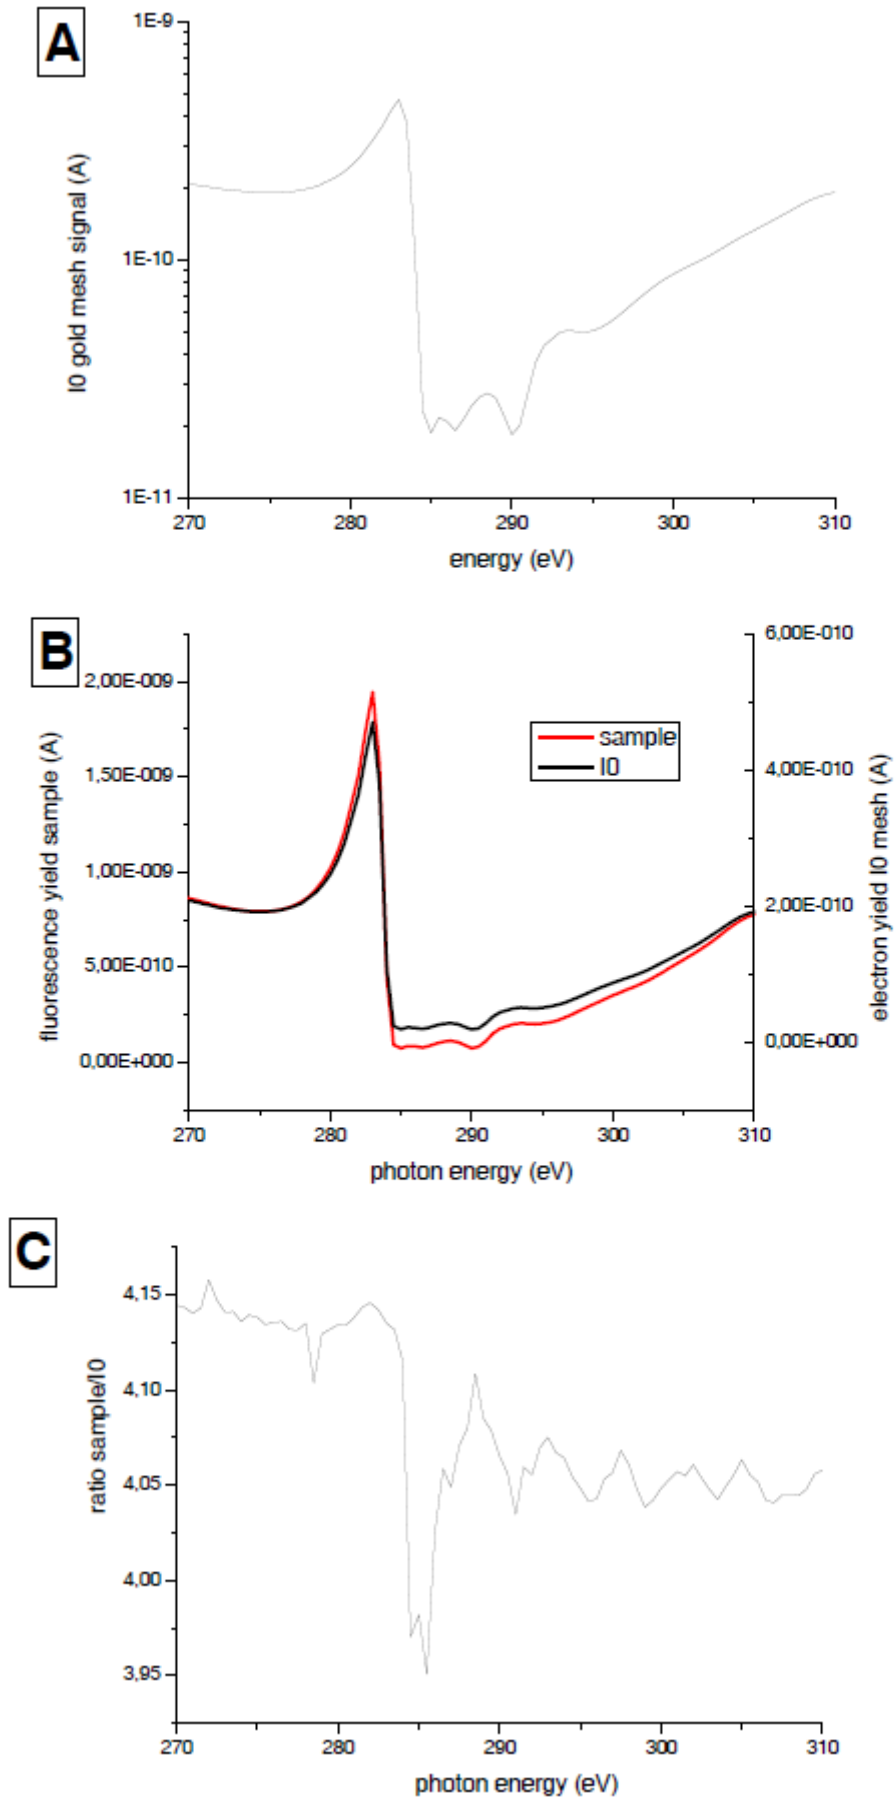 A
1E-9
1E-10
1E-11
I0 gold mesh signal (A)
270 280 290 300 310
energy (eV)
B
2,00E-009
1,50E-009
1,00E-009
5,00E-010
0,00E+000
fluorescence yield sample (A)
sample
I0
6,00E-010
4,00E-010
2,00E-010
0,00E+000
electron yield I0 mesh (A)
270 280 290 300 310
photon energy (eV)
C
4,15
4,10
4,05
4,00
3,95
ratio sample/I0
270 280 290 300 310
photon energy (eV)